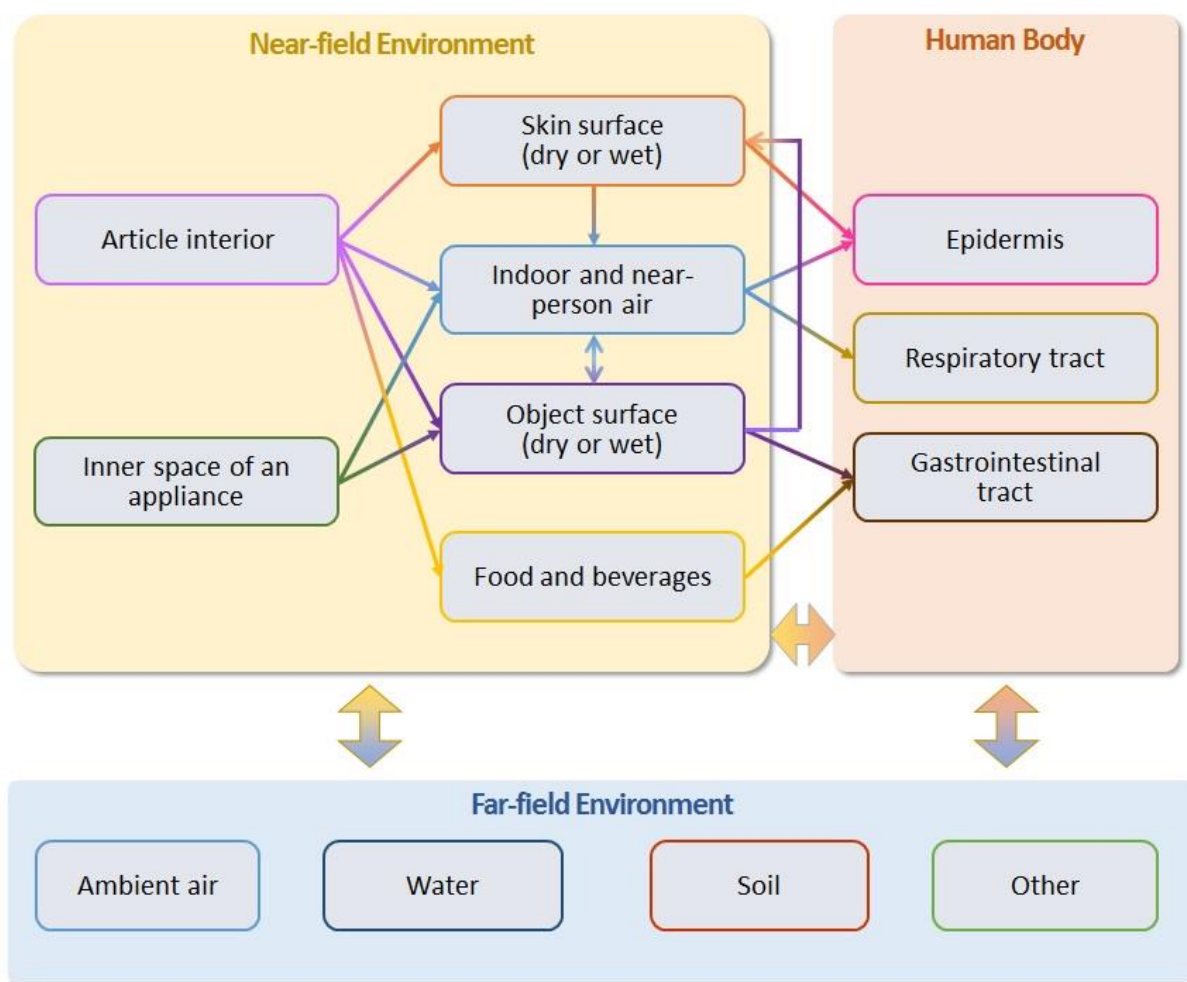 Near-field Environment
Human Body
Skin surface
(dry or wet)
Article interior
Epidermis
Indoor and near-
person air
Respiratory tract
Object surface
(dry or wet)
Inner space of an
appliance
Gastrointestinal
tract
Food and beverages
Far-field Environment
Ambient air
Water
Soil
Other